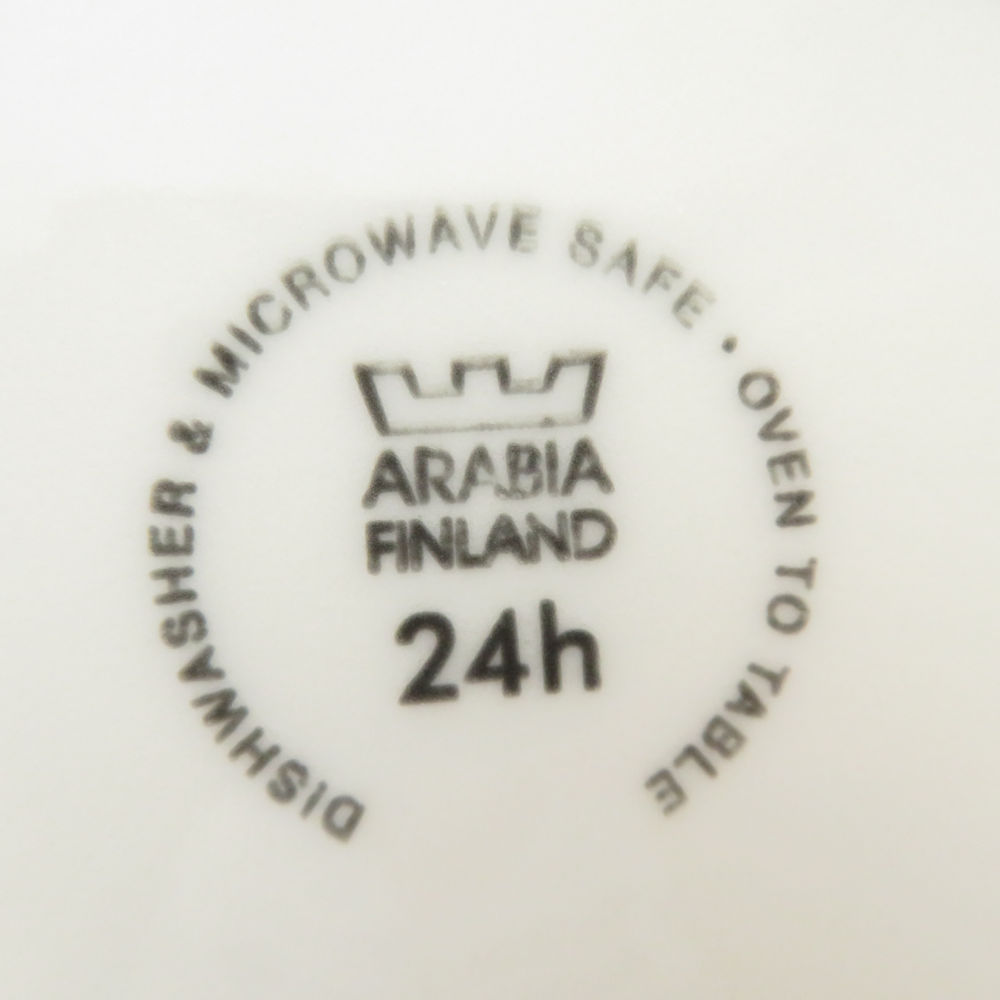 DISHWASHER & MICROWAVE SAFE • OVEN TO TABLE
ARABIA
FINLAND
24h